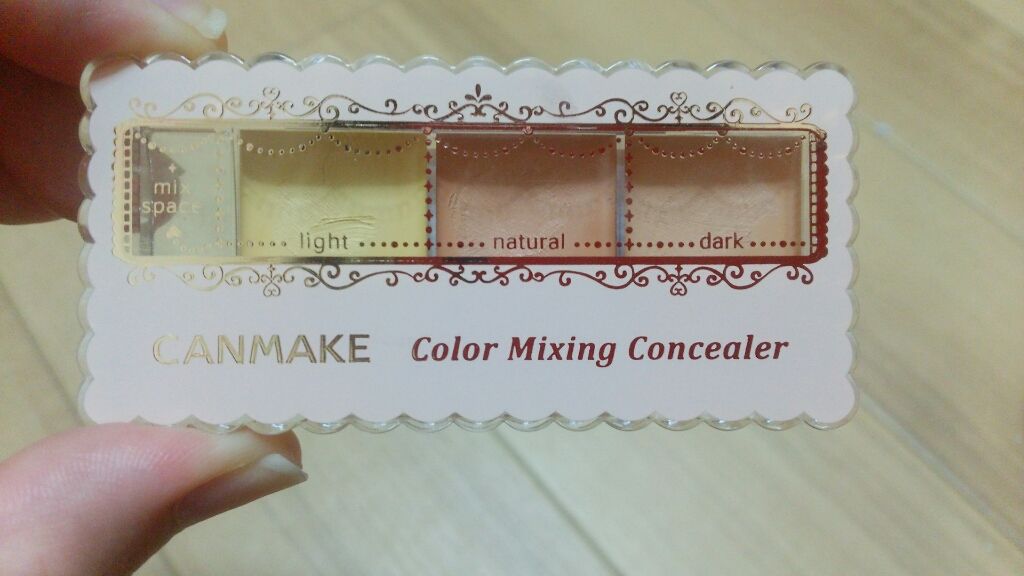 mix
space
light natural dark
CANMAKE Color Mixing Concealer